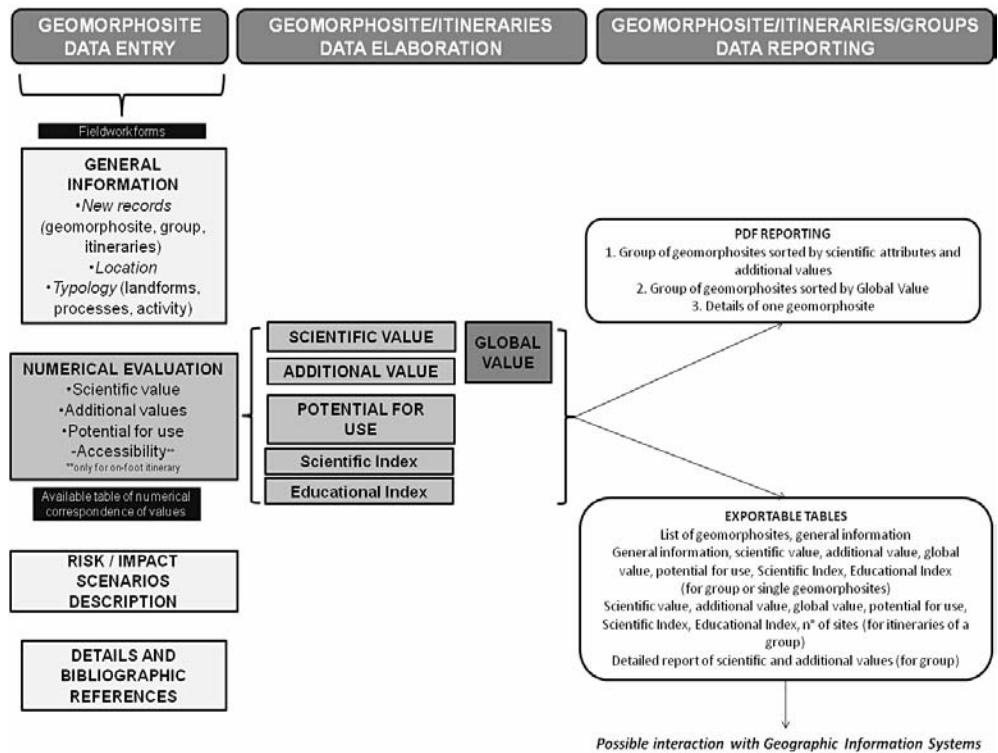 GEOMORPHOSITE
DATA ENTRY
GEOMORPHOSITE/ITINERARIES
DATA ELABORATION
GEOMORPHOSITE/ITINERARIES/GROUPS
DATA REPORTING
Fieldwork forms
GENERAL
INFORMATION
•New records
(geomorphosite, group,
itineraries)
•Location
•Typology (landforms,
processes, activity)
NUMERICAL EVALUATION
•Scientific value
•Additional values
•Potential for use
-Accessibility**
**only for on-foot itinerary
Available table of numerical
correspondence of values
RISK / IMPACT
SCENARIOS
DESCRIPTION
DETAILS AND
BIBLIOGRAPHIC
REFERENCES
SCIENTIFIC VALUE
ADDITIONAL VALUE
GLOBAL
VALUE
POTENTIAL FOR
USE
Scientific Index
Educational Index
PDF REPORTING
1. Group of geomorphosites sorted by scientific attributes and
additional values
2. Group of geomorphosites sorted by Global Value
3. Details of one geomorphosite
EXPORTABLE TABLES
List of geomorphosites, general information
General information, scientific value, additional value, global
value, potential for use, Scientific Index, Educational Index
(for group or single geomorphosites)
Scientific value, additional value, global value, potential for use,
Scientific Index, Educational Index, n° of sites (for itineraries of a
group)
Detailed report of scientific and additional values (for group)
Possible interaction with Geographic Information Systems